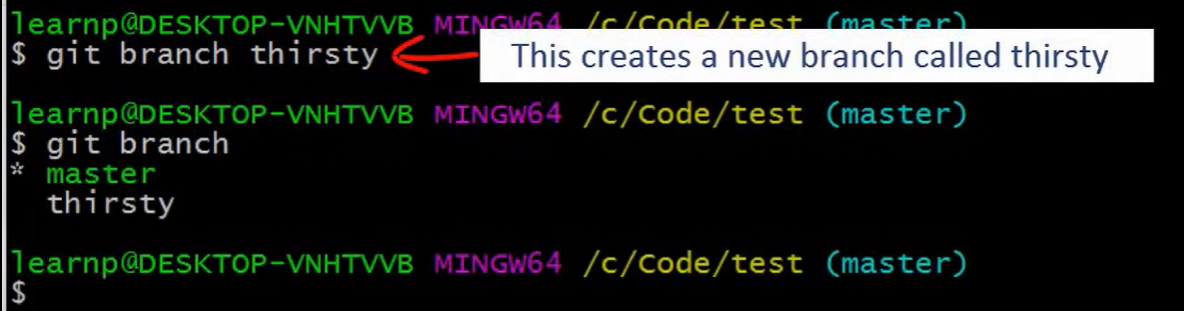 learnp@DESKTOP-VNHTVVB MINGW64 /c/Code/test (master)
$ git branch thirsty This creates a new branch called thirsty
learnp@DESKTOP-VNHTVVB MINGW64 /c/Code/test (master)
$ git branch
* master
thirsty
learnp@DESKTOP-VNHTVVB MINGW64 /c/Code/test (master)
$